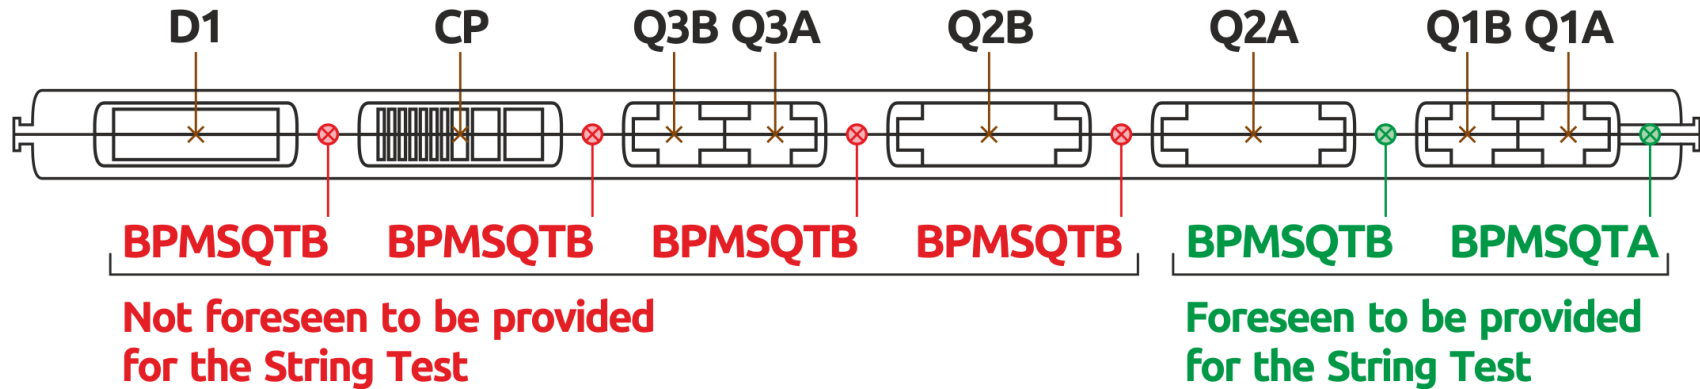 D1 CP Q3B Q3A Q2B Q2A Q1B Q1A
BPMSQTB BPMSQTB BPMSQTB BPMSQTB BPMSQTB BPMSQTA
Not foreseen to be provided
for the String Test
Foreseen to be provided
for the String Test